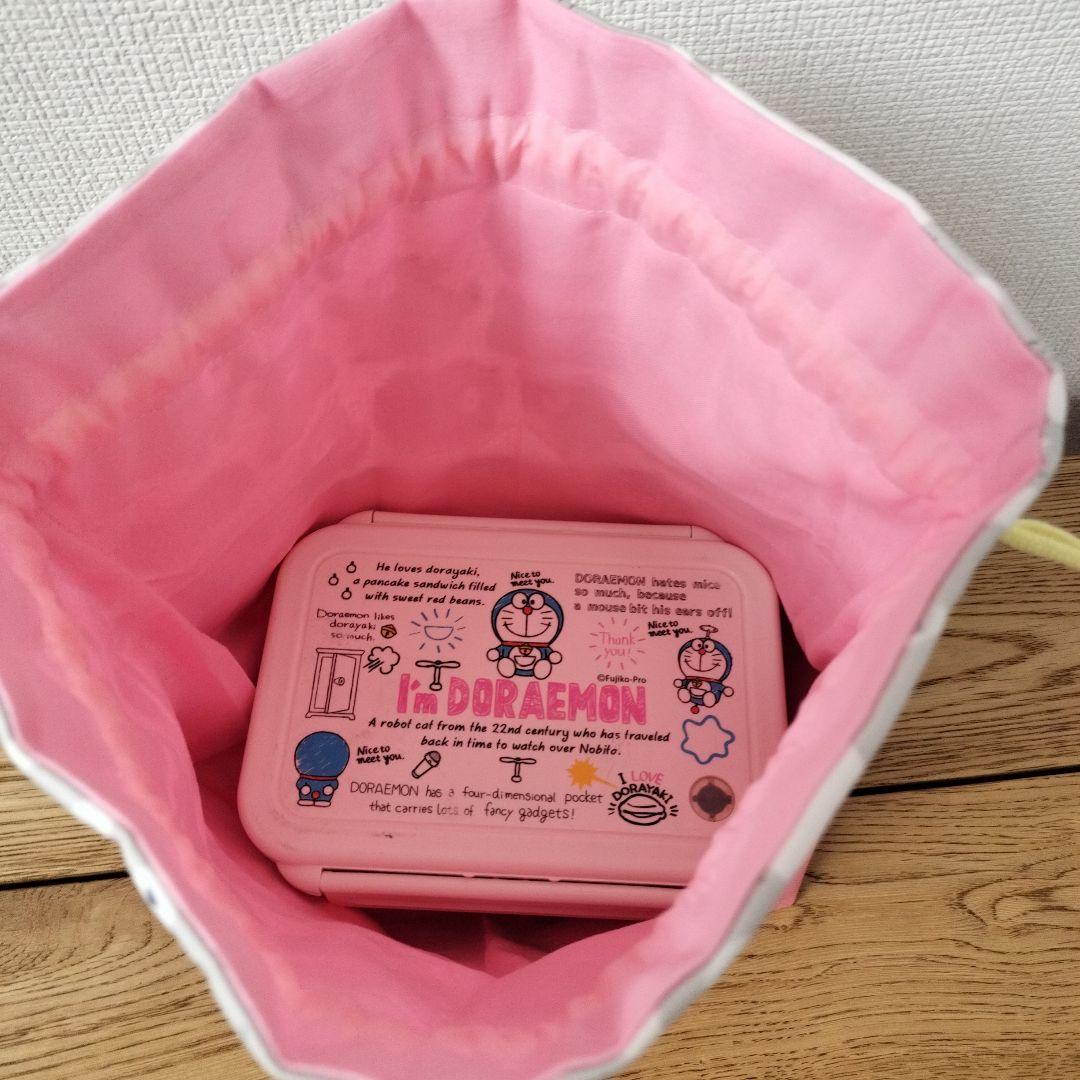 He loves dorayaki,
a pancake sandwich filled
with sweet red beans.
Nice to
meet you.
DORAEMON hates mice
so much, because
a mouse bit his ears off!
Doraemon likes
dorayaki
so much.
Thank
you!
Nice to
meet you.
©Fujiko-Pro
I'm DORAEMON
A robot cat from the 22nd century who has traveled
back in time to watch over Nobita.
Nice to
meet you.
DORAEMON has a four-dimensional pocket
that carries lots of fancy gadgets!
I LOVE
DORAYAKI